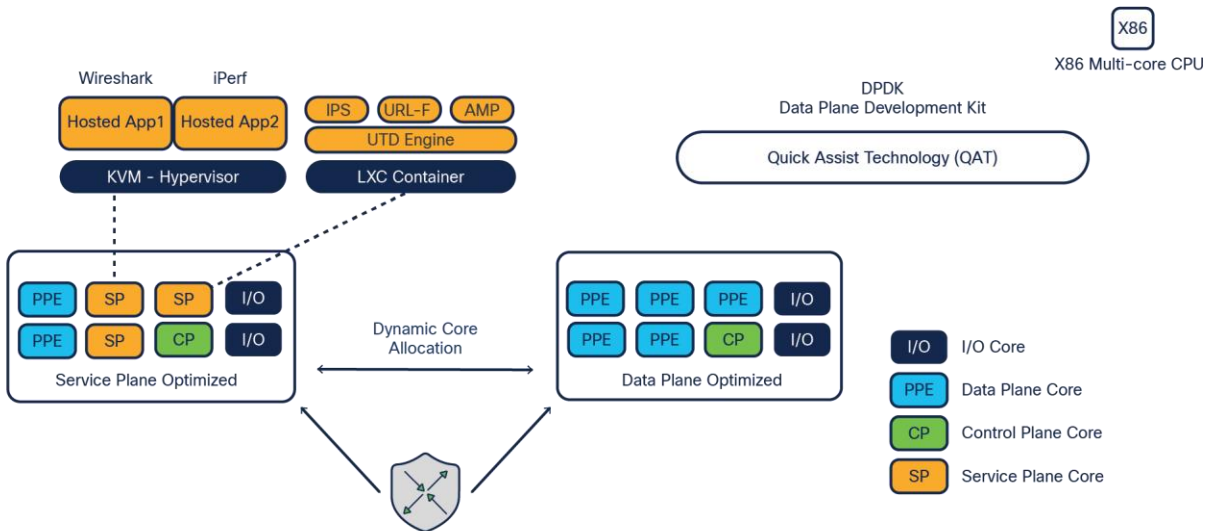 X86
X86 Multi-core CPU
Wireshark
iPerf
Hosted App1
Hosted App2
IPS
URL-F
AMP
UTD Engine
KVM - Hypervisor
LXC Container
DPDK
Data Plane Development Kit
Quick Assist Technology (QAT)
PPE
SP
SP
I/O
PPE
SP
CP
I/O
Service Plane Optimized
Dynamic Core
Allocation
PPE
PPE
PPE
I/O
PPE
PPE
CP
I/O
Data Plane Optimized
I/O
I/O Core
PPE
Data Plane Core
CP
Control Plane Core
SP
Service Plane Core